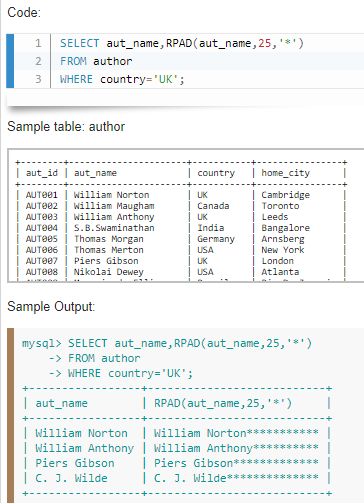 Code:
1 SELECT aut_name,RPAD(aut_name,25,'*')
2 FROM author
3 WHERE country='UK';
Sample table: author
+--------+----------------------+-----------+----------------+
| aut_id | aut_name | country | home_city |
+--------+----------------------+-----------+----------------+
| AUT001 | William Norton | UK | Cambridge |
| AUT002 | William Maugham | Canada | Toronto |
| AUT003 | William Anthony | UK | Leeds |
| AUT004 | S.B.Swaminathan | India | Bangalore |
| AUT005 | Thomas Morgan | Germany | Arnsberg |
| AUT006 | Thomas Merton | USA | New York |
| AUT007 | Piers Gibson | UK | London |
| AUT008 | Nikolai Dewey | USA | Atlanta |
Sample Output:
mysql> SELECT aut_name,RPAD(aut_name,25,'*')
-> FROM author
-> WHERE country='UK';
+-----------------+---------------------------+
| aut_name | RPAD(aut_name,25,'*') |
+-----------------+---------------------------+
| William Norton | William Norton*********** |
| William Anthony | William Anthony********** |
| Piers Gibson | Piers Gibson************* |
| C. J. Wilde | C. J. Wilde************** |
+-----------------+---------------------------+